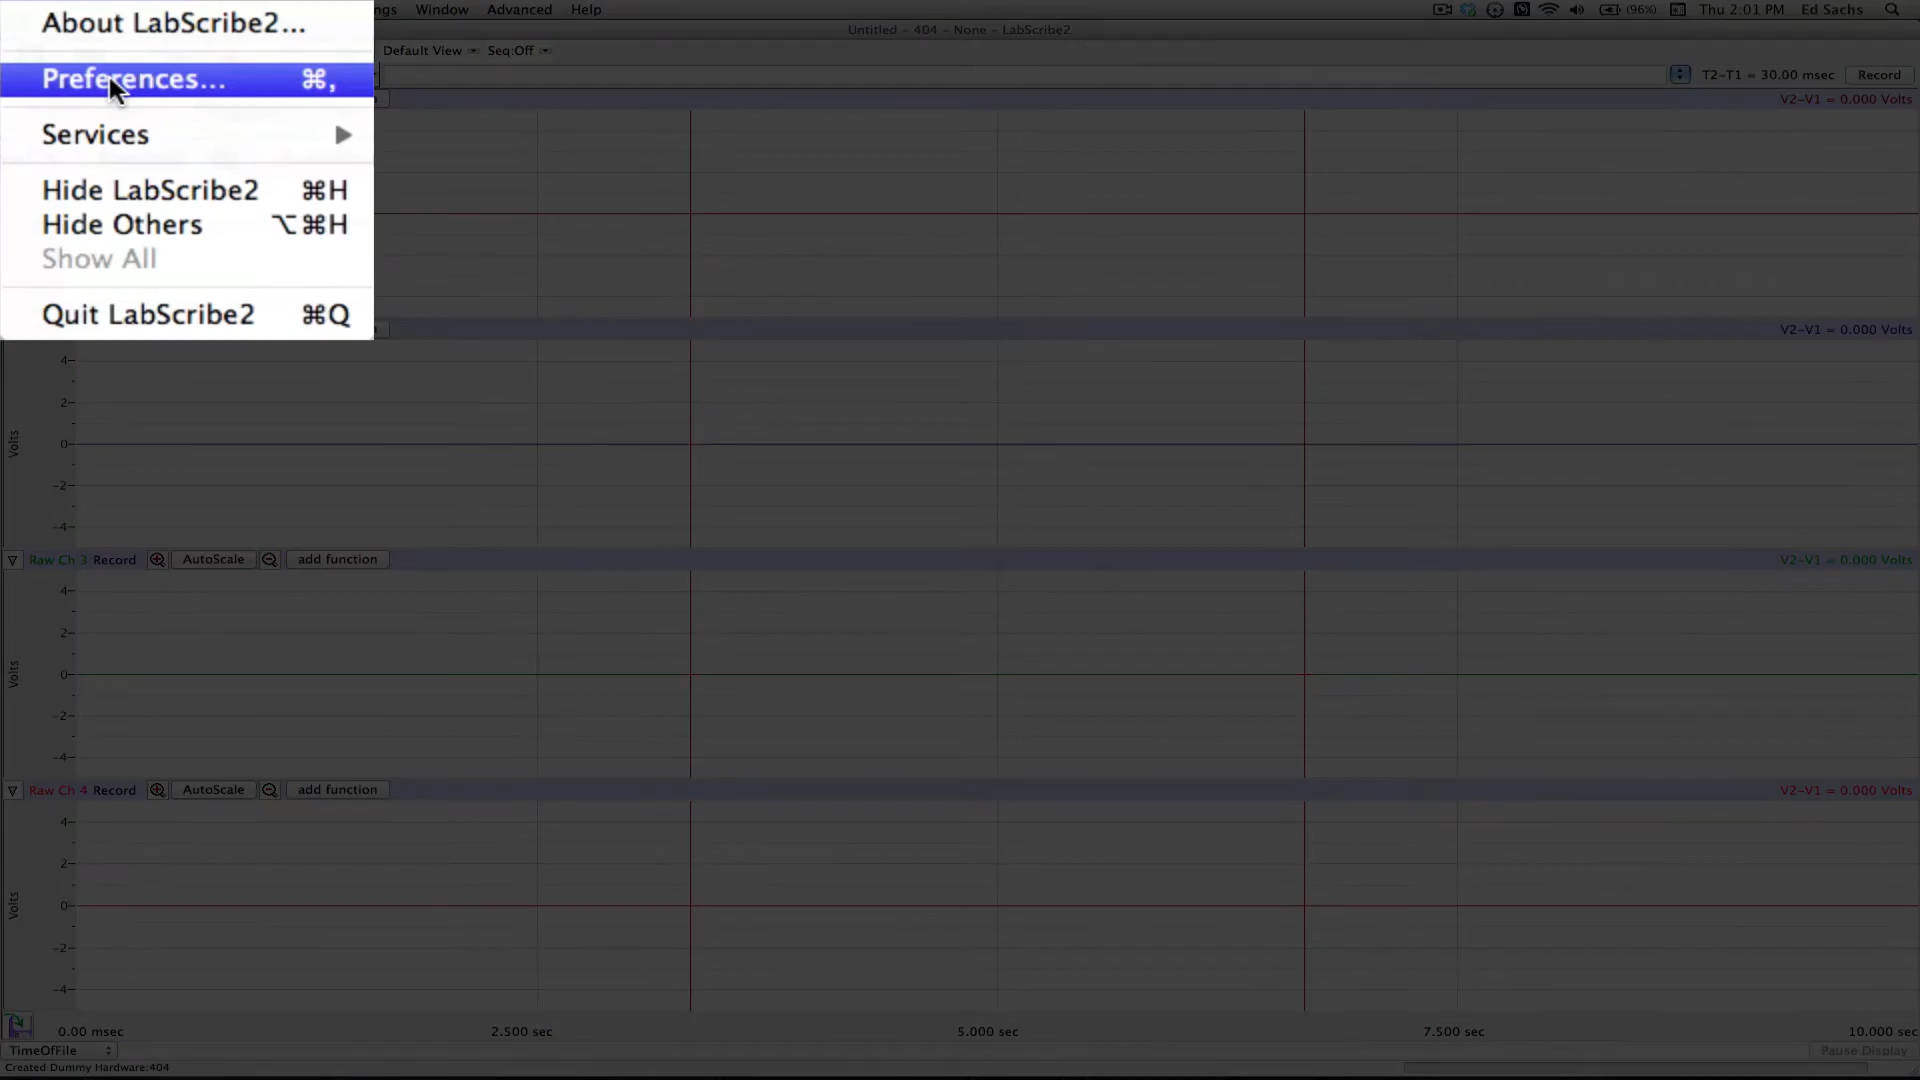 ngs Window Advanced Help (96%) Thu 2:01 PM Ed Sachs
About LabScribe2...
Untitled - 404 - None - LabScribe2
Default View Seq:Off
Preferences... ⌘,
T2-T1 = 30.00 msec Record
V2-V1 = 0.000 Volts
Services
Hide LabScribe2 ⌘H
Hide Others ⌥⌘H
Show All
Quit LabScribe2 ⌘Q
V2-V1 = 0.000 Volts
4
2
0
-2
-4
Volts
Raw Ch 3 Record AutoScale add function V2-V1 = 0.000 Volts
4
2
0
-2
-4
Volts
Raw Ch 4 Record AutoScale add function V2-V1 = 0.000 Volts
4
2
0
-2
-4
Volts
0.00 msec 2.500 sec 5.000 sec 7.500 sec 10.000 sec
TimeOfFile Pause Display
Created Dummy Hardware:404